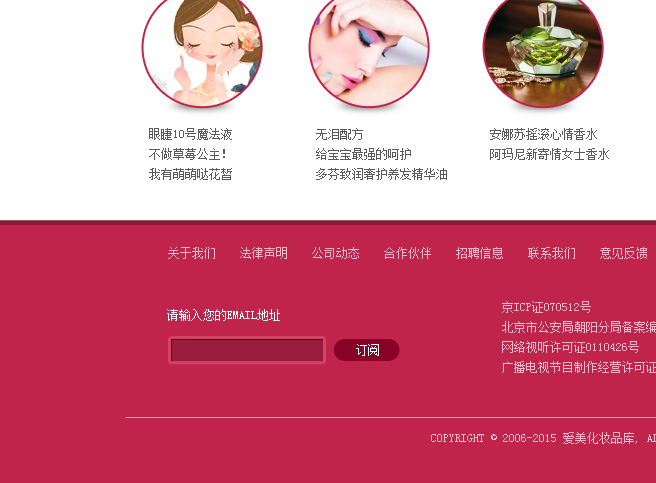 眼睫10号魔法液
不做草莓公主!
我有萌萌哒花皙
无泪配方
给宝宝最强的呵护
多芬致润奢护养发精华油
安娜苏摇滚心情香水
阿玛尼新寄情女士香水
关于我们 法律声明 公司动态 合作伙伴 招聘信息 联系我们 意见反馈
请输入您的EMAIL地址
订阅
京ICP证070512号
北京市公安局朝阳分局备案编
网络视听许可证0110426号
广播电视节目制作经营许可证
COPYRIGHT © 2006-2015 爱美化妆品库,